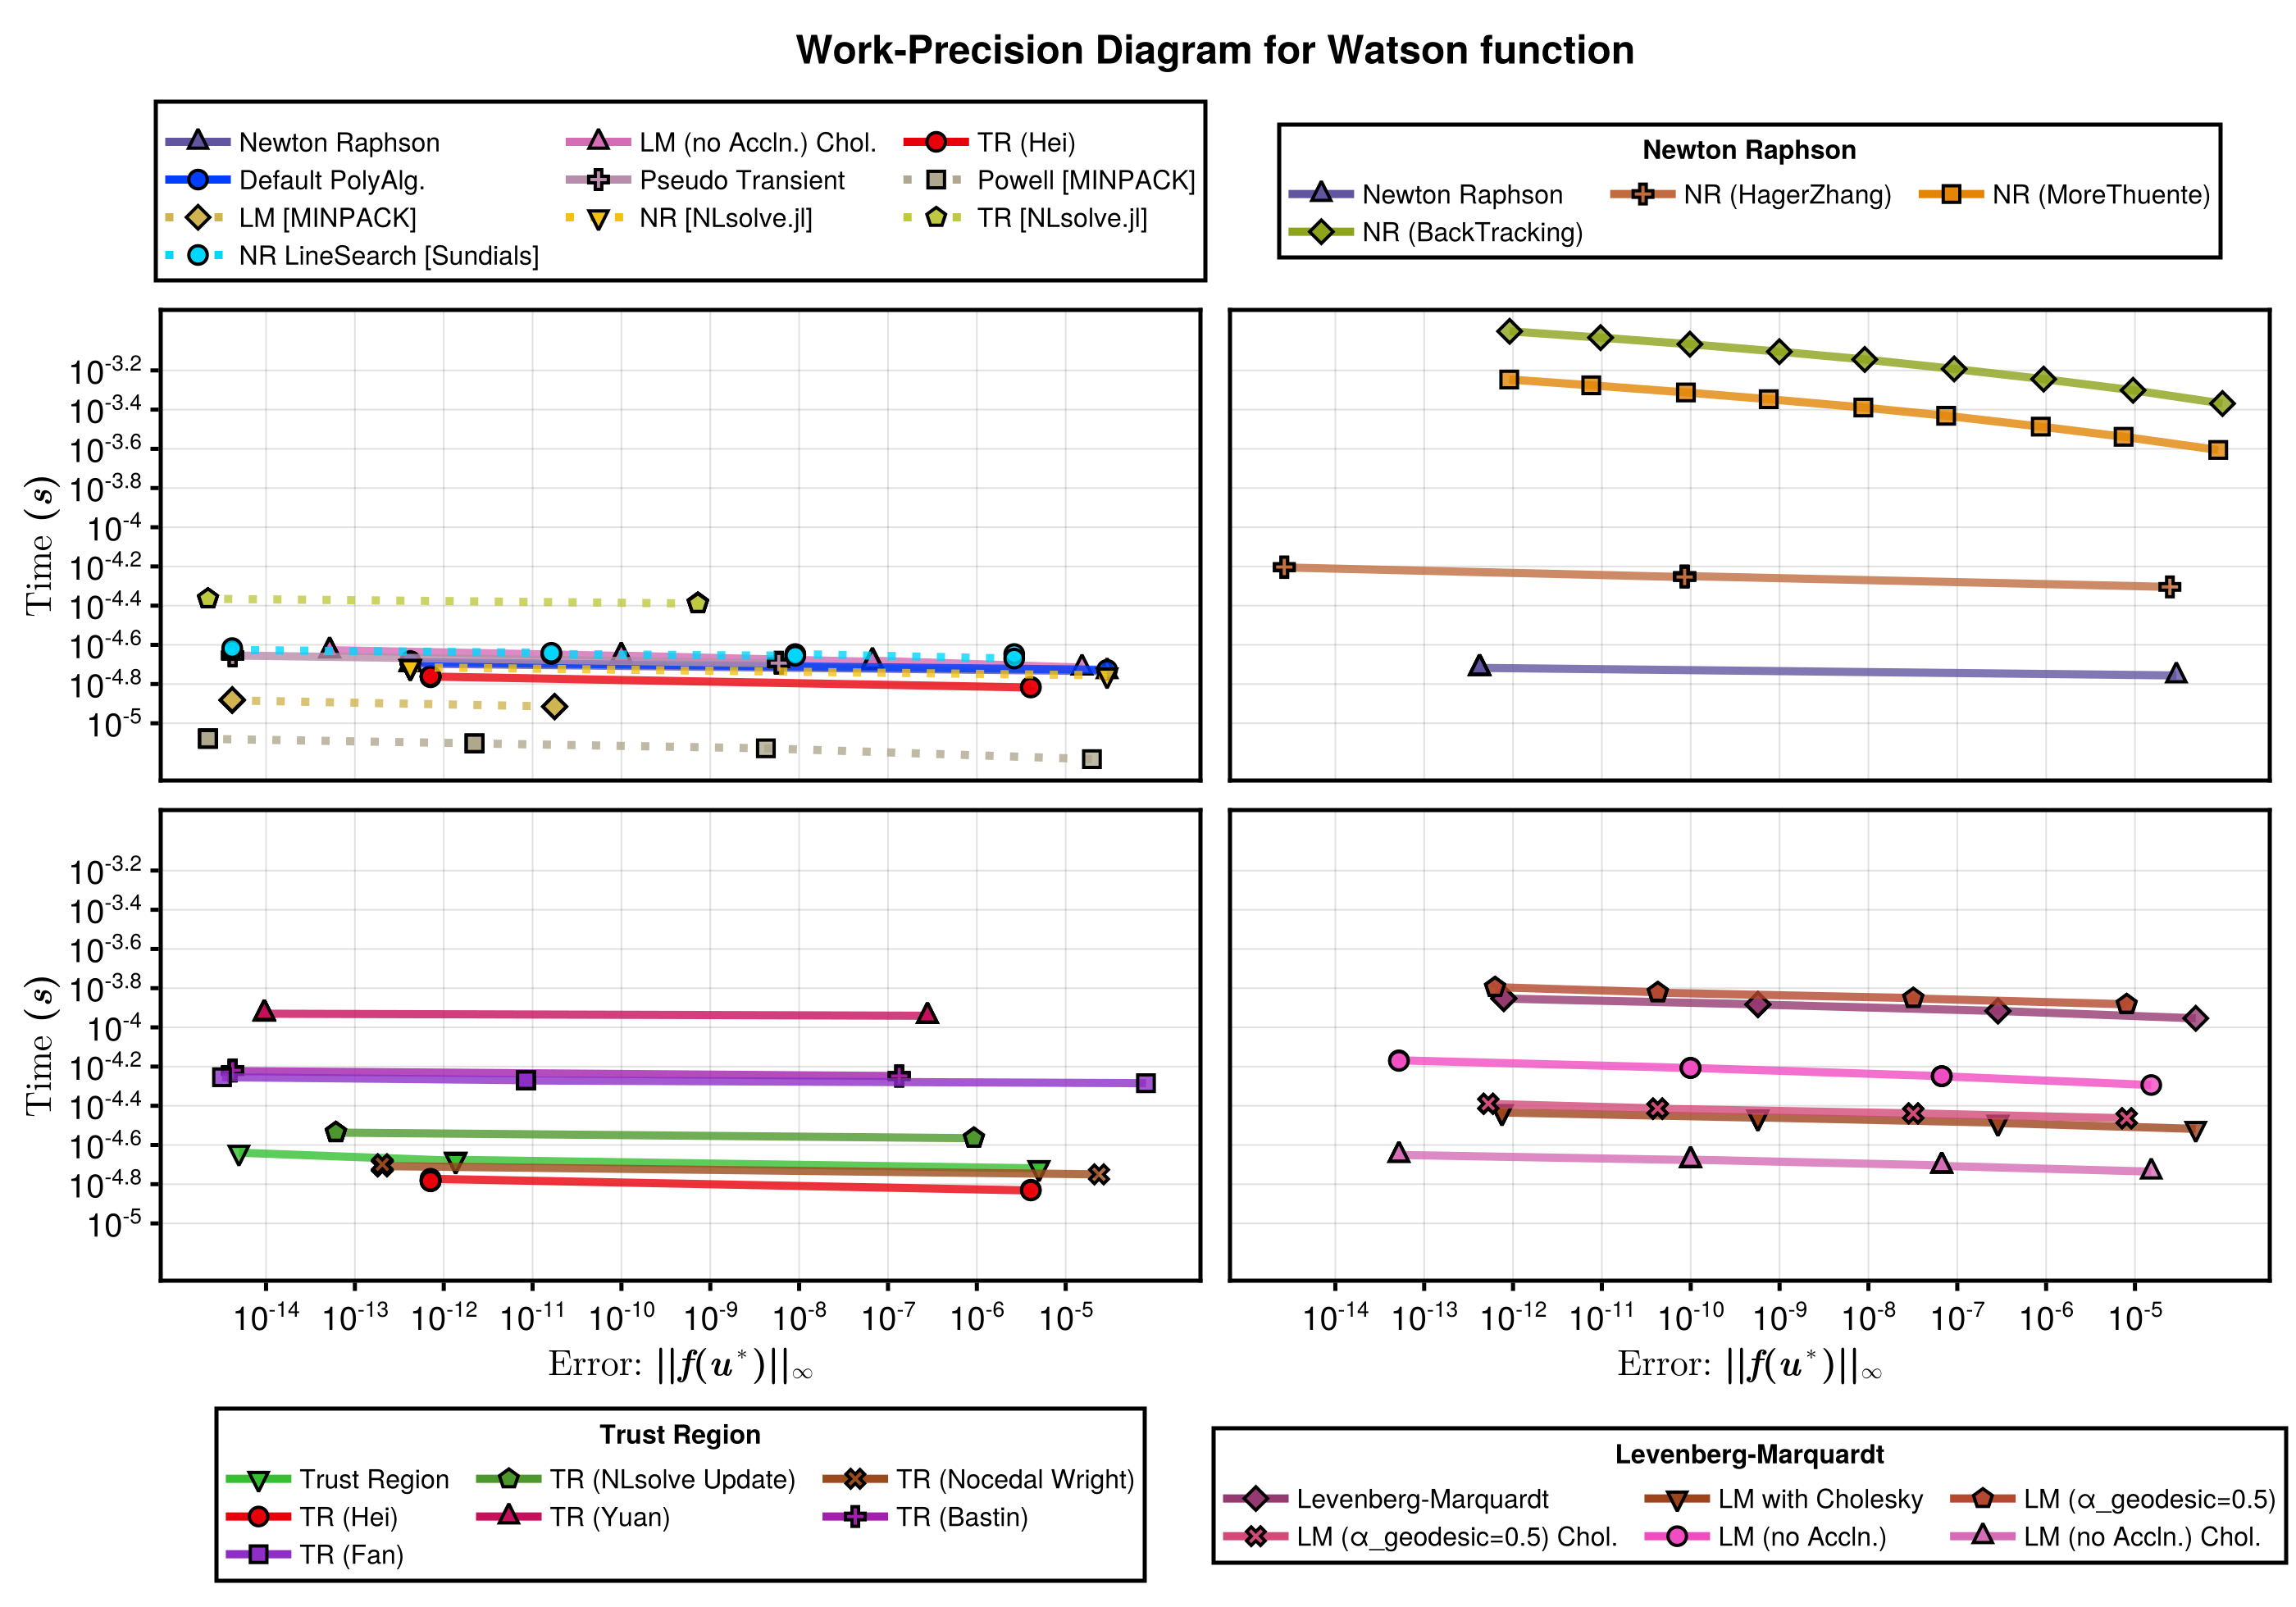 Work-Precision Diagram for Watson function
Newton Raphson LM (no Accln.) Chol. TR (Hei)
Default PolyAlg. Pseudo Transient Powell [MINPACK]
LM [MINPACK] NR [NLsolve.jl] TR [NLsolve.jl]
NR LineSearch [Sundials]
Newton Raphson
Newton Raphson NR (HagerZhang) NR (MoreThuente)
NR (BackTracking)
Time (s)
10^-3.2
10^-3.4
10^-3.6
10^-3.8
10^-4
10^-4.2
10^-4.4
10^-4.6
10^-4.8
10^-5
Time (s)
10^-3.2
10^-3.4
10^-3.6
10^-3.8
10^-4
10^-4.2
10^-4.4
10^-4.6
10^-4.8
10^-5
10^-14 10^-13 10^-12 10^-11 10^-10 10^-9 10^-8 10^-7 10^-6 10^-5
Error: ||f(u*)||∞
10^-14 10^-13 10^-12 10^-11 10^-10 10^-9 10^-8 10^-7 10^-6 10^-5
Error: ||f(u*)||∞
Trust Region
Trust Region TR (NLsolve Update) TR (Nocedal Wright)
TR (Hei) TR (Yuan) TR (Bastin)
TR (Fan)
Levenberg-Marquardt
Levenberg-Marquardt LM with Cholesky LM (α_geodesic=0.5)
LM (α_geodesic=0.5) Chol. LM (no Accln.) LM (no Accln.) Chol.